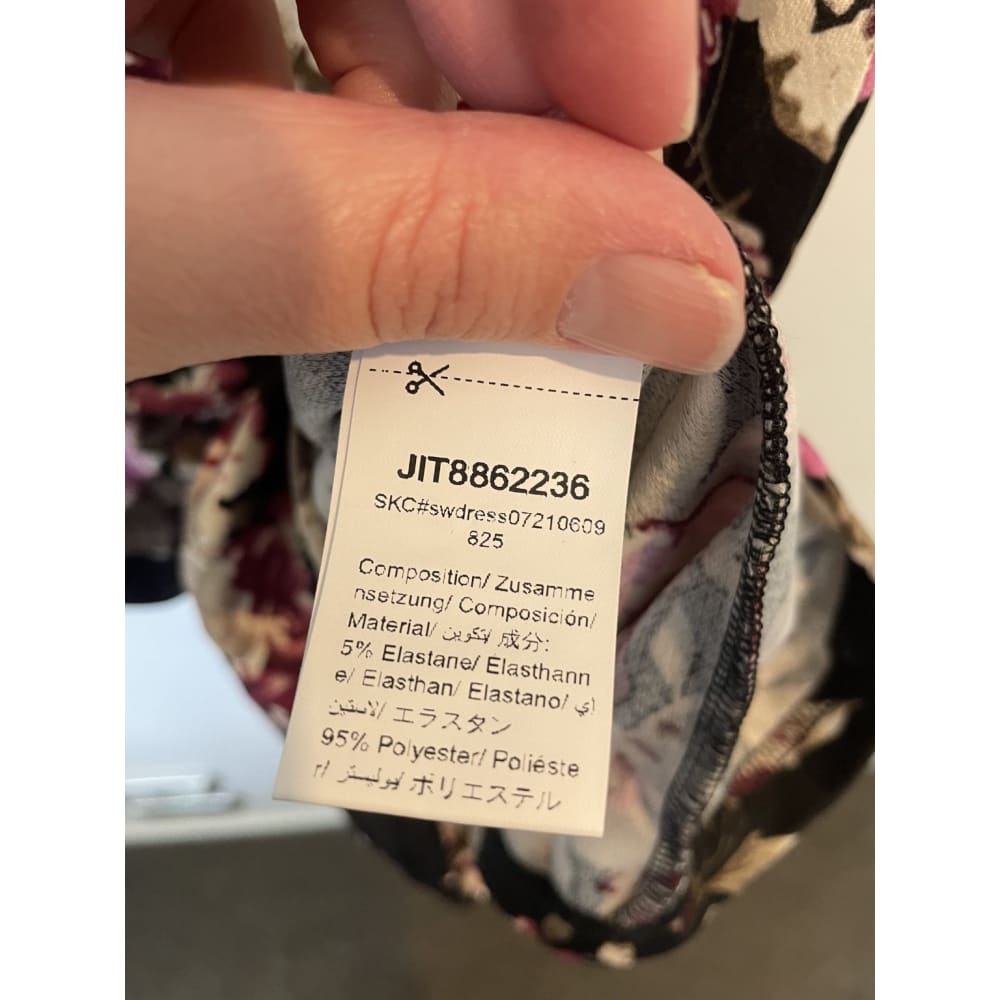 JIT8862236
SKC#swdress07210609
825
Composition/ Zusamme
nsetzung/ Composición/
Material/ تكوين/ 成分:
5% Elastane/ Elasthann
e/ Elasthan/ Elastano/ إي
لاستين/ エラスタン
95% Polyester/ Poliéste
r/ بوليستر/ ポリエステル